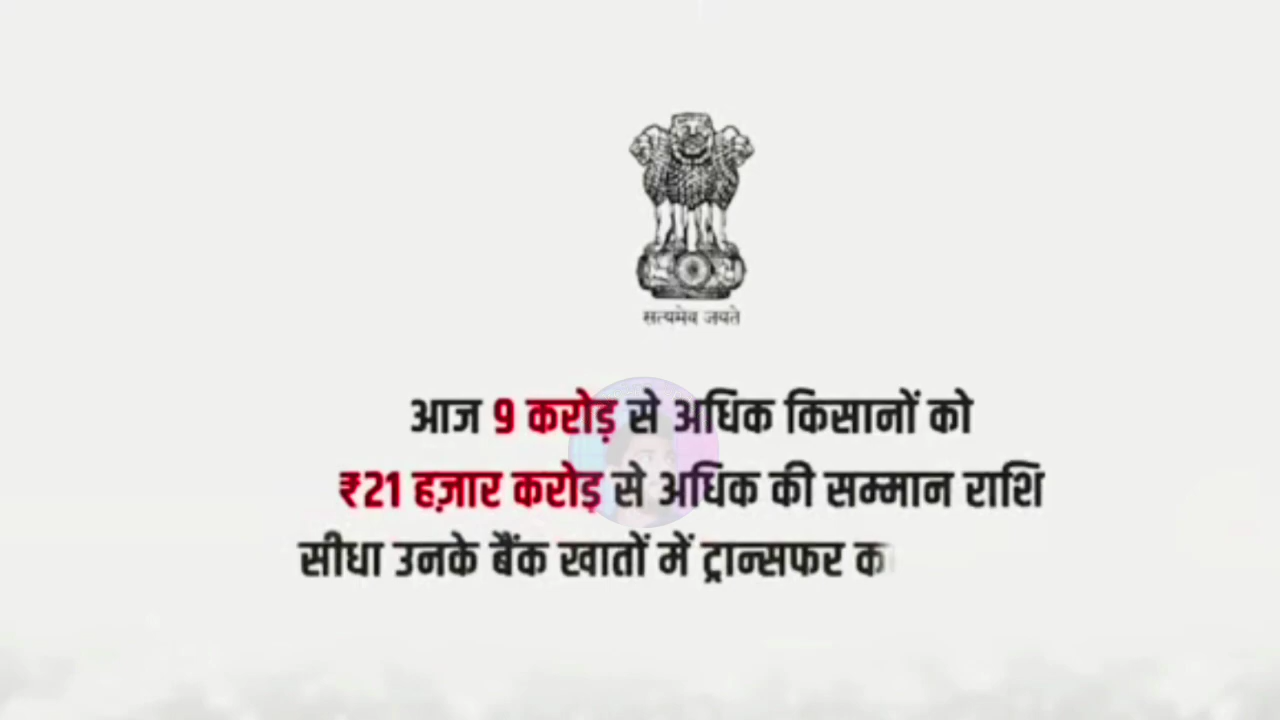 सत्यमेव जयते
आज 9 करोड़ से अधिक किसानों को
₹21 हज़ार करोड़ से अधिक की सम्मान राशि
सीधा उनके बैंक खातों में ट्रान्सफर